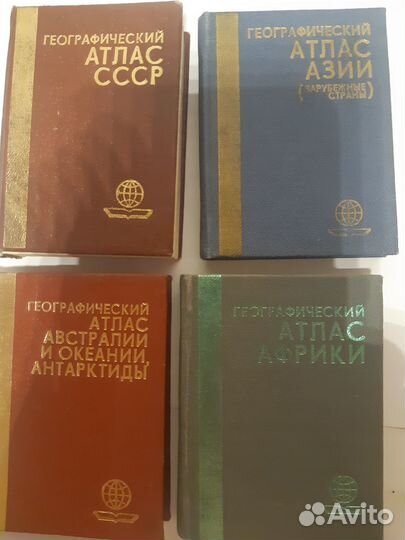 ГЕОГРАФИЧЕСКИЙ
АТЛАС
СССР
ГЕОГРАФИЧЕСКИЙ
АТЛАС
АЗИИ
(ЗАРУБЕЖНЫЕ
СТРАНЫ)
ГЕОГРАФИЧЕСКИЙ
АТЛАС
АВСТРАЛИИ
И ОКЕАНИИ,
АНТАРКТИДЫ
ГЕОГРАФИЧЕСКИЙ
АТЛАС
АФРИКИ
Avito